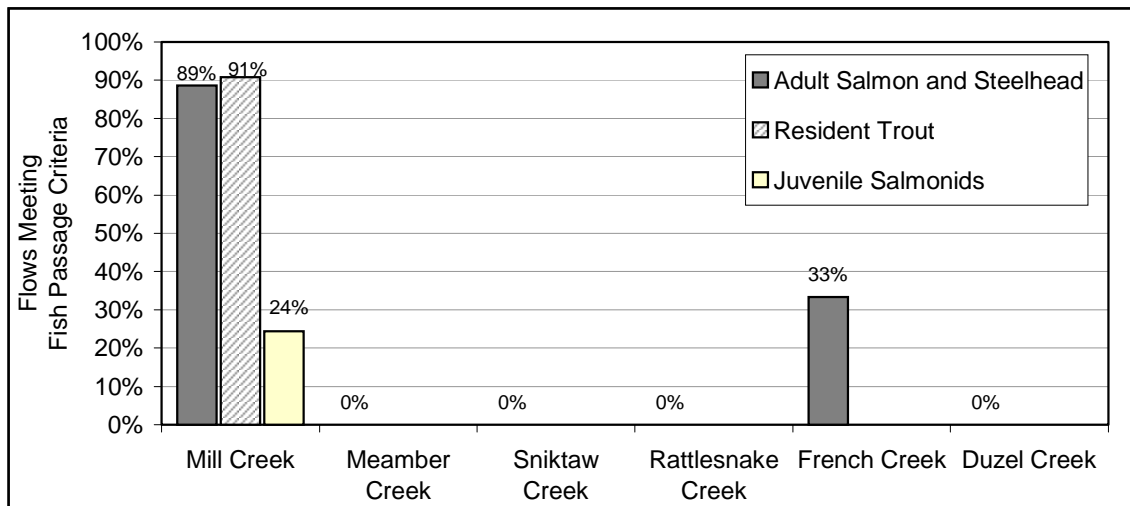 100%
90%
80%
70%
60%
50%
40%
30%
20%
10%
0%
Flows Meeting
Fish Passage Criteria
89%
91%
24%
0%
0%
0%
33%
0%
Adult Salmon and Steelhead
Resident Trout
Juvenile Salmonids
Mill Creek
Meamber
Creek
Sniktaw
Creek
Rattlesnake
Creek
French Creek
Duzel Creek